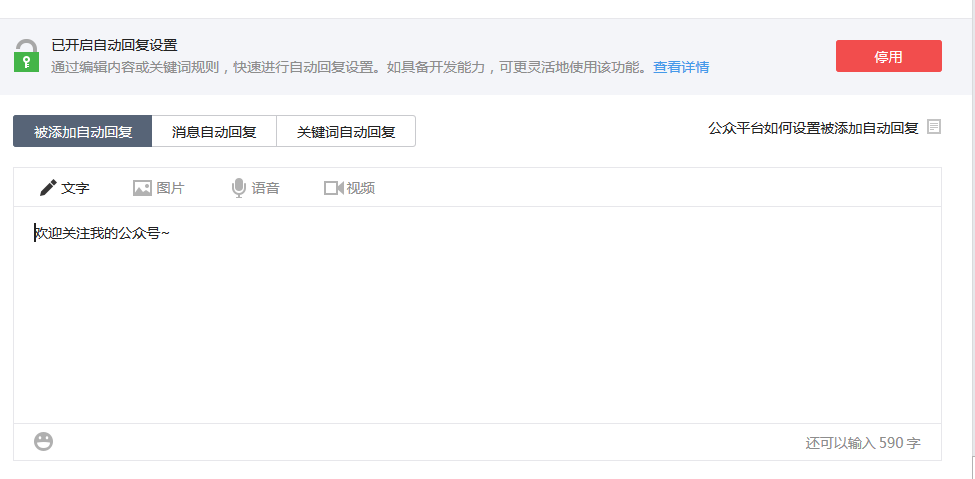 已开启自动回复设置
通过编辑内容或关键词规则，快速进行自动回复设置。如具备开发能力，可更灵活地使用该功能。查看详情
停用
被添加自动回复 消息自动回复 关键词自动回复
公众平台如何设置被添加自动回复
文字 图片 语音 视频
欢迎关注我的公众号~
还可以输入 590 字